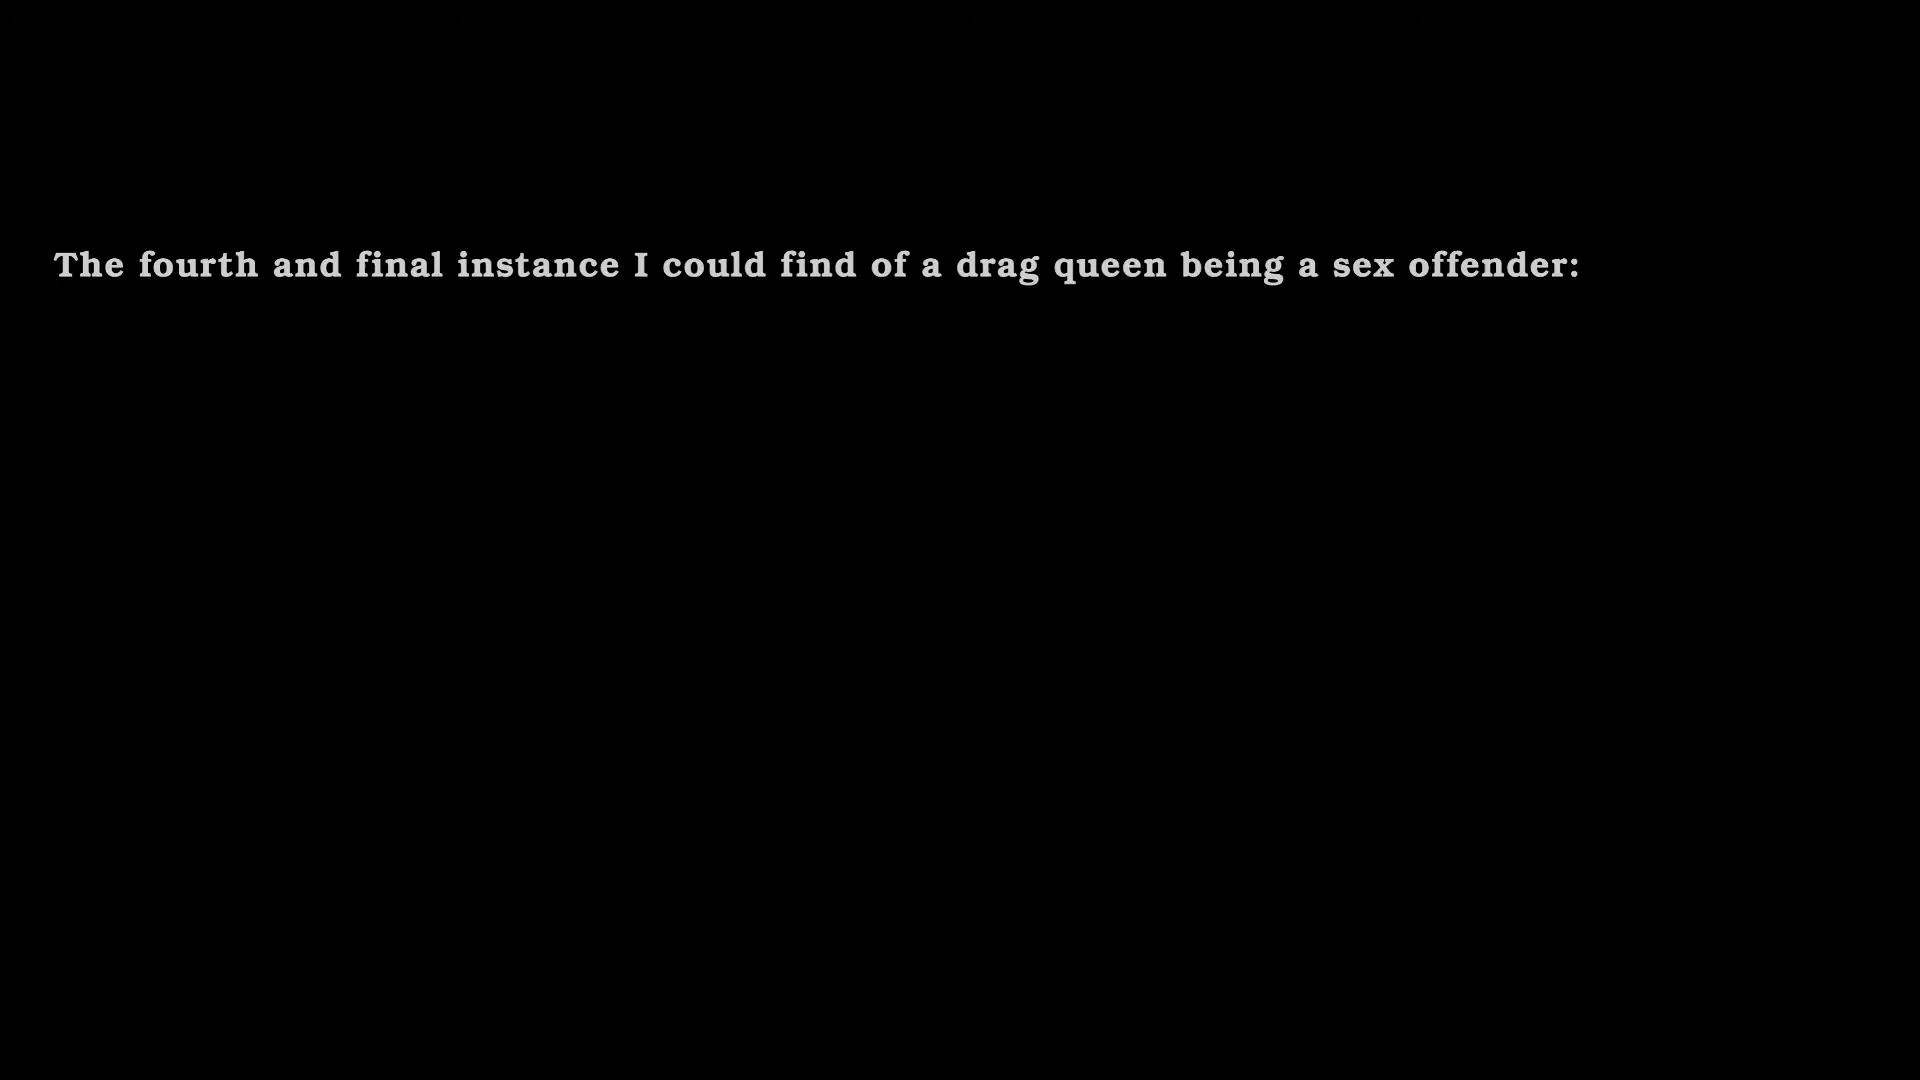 The fourth and final instance I could find of a drag queen being a sex offender: